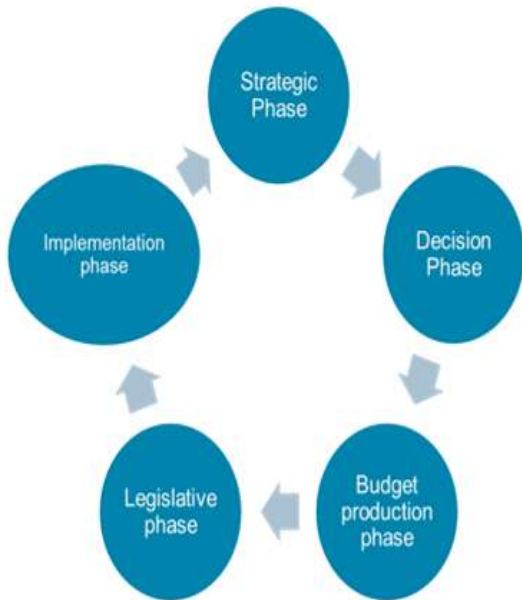 Strategic
Phase
Decision
Phase
Budget
production
phase
Legislative
phase
Implementation
phase